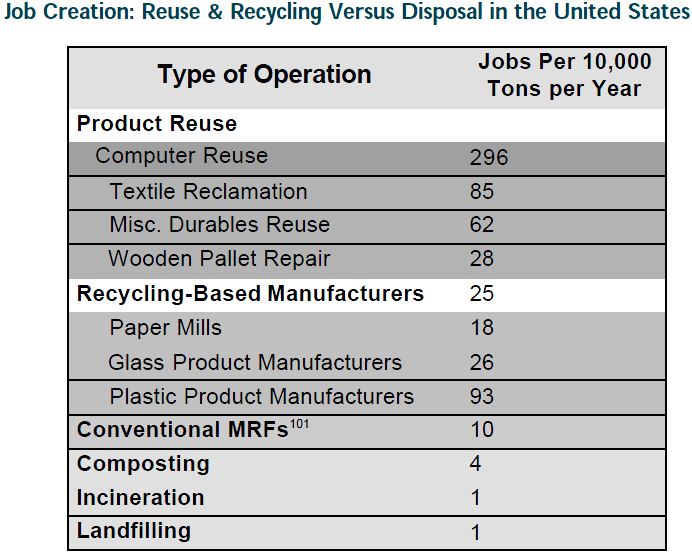 Job Creation: Reuse & Recycling Versus Disposal in the United States
Type of Operation
Jobs Per 10,000
Tons per Year
Product Reuse
Computer Reuse 296
Textile Reclamation 85
Misc. Durables Reuse 62
Wooden Pallet Repair 28
Recycling-Based Manufacturers 25
Paper Mills 18
Glass Product Manufacturers 26
Plastic Product Manufacturers 93
Conventional MRFs101 10
Composting 4
Incineration 1
Landfilling 1